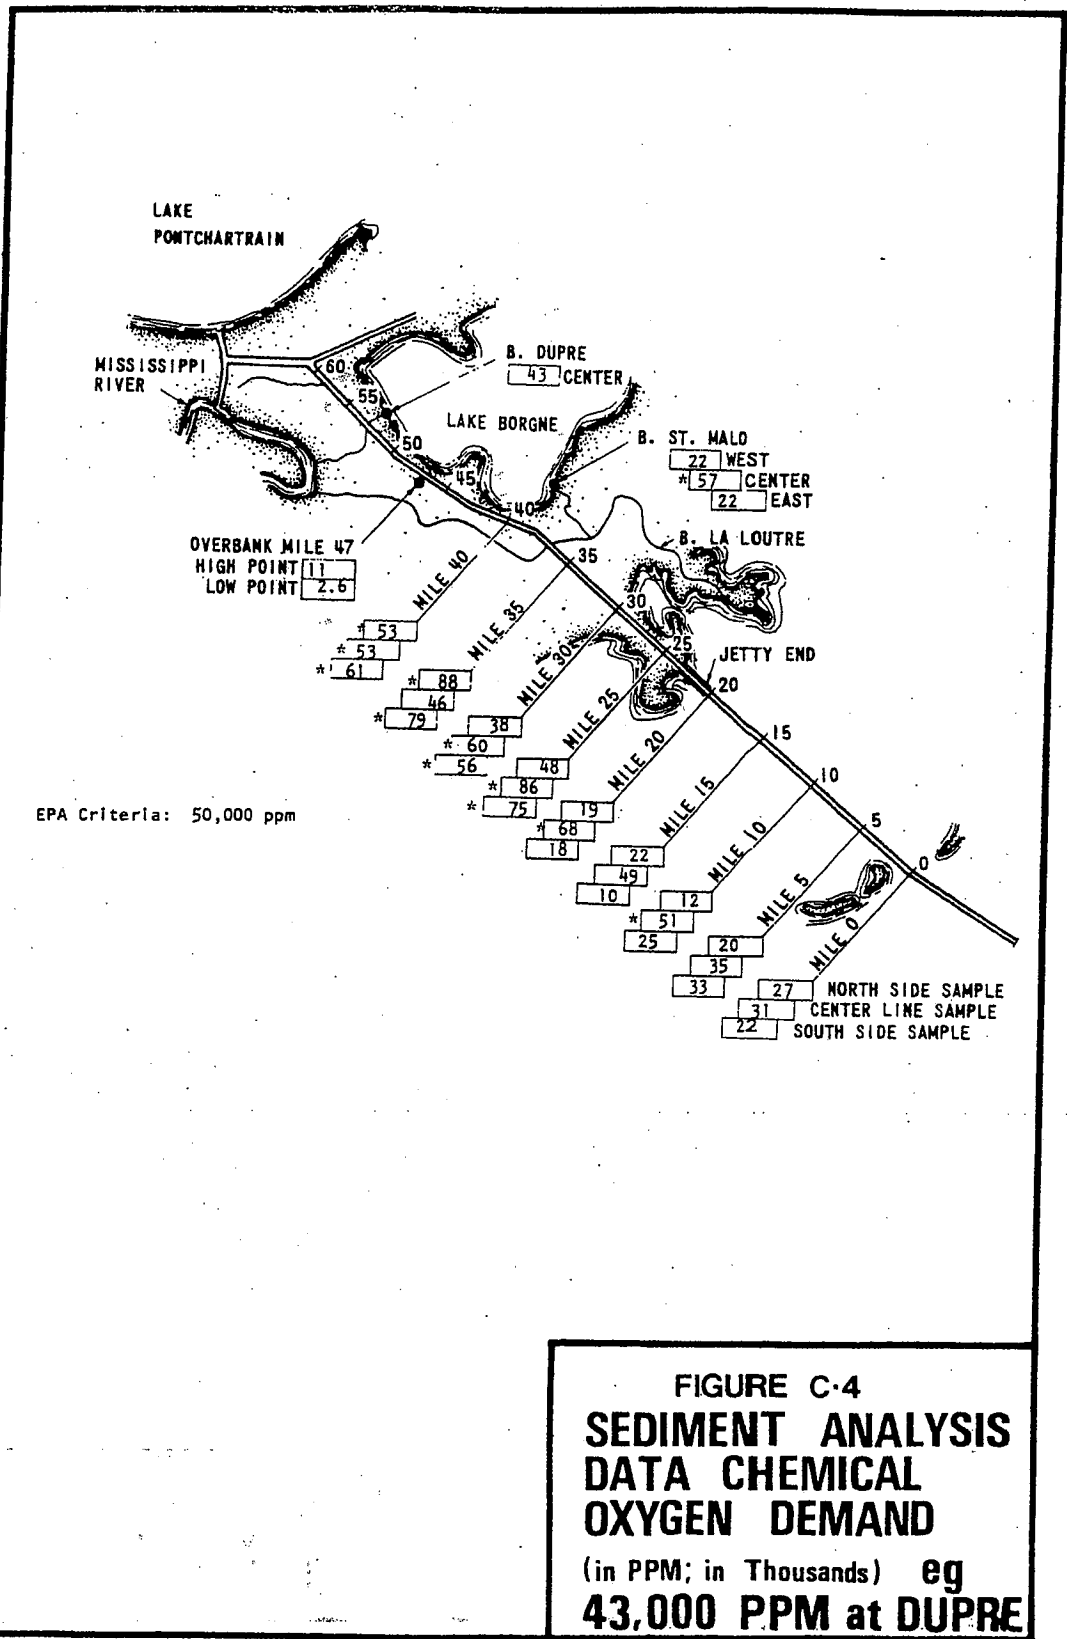 LAKE
PONTCHARTRAIN
MISSISSIPPI
RIVER
60
55
50
45
40
35
30
25
20
15
10
5
0
B. DUPRE
43 CENTER
LAKE BORGNE
B. ST. MALO
22 WEST
*57 CENTER
22 EAST
B. LA LOUTRE
JETTY END
OVERBANK MILE 47
HIGH POINT 11
LOW POINT 2.6
MILE 40
* 53
* 53
* 61
MILE 35
* 88
46
* 79
MILE 30
38
* 60
* 56
MILE 25
48
* 86
* 75
MILE 20
19
* 68
18
MILE 15
22
49
10
MILE 10
12
* 51
25
MILE 5
20
35
33
MILE 0
27 NORTH SIDE SAMPLE
31 CENTER LINE SAMPLE
22 SOUTH SIDE SAMPLE
EPA Criteria: 50,000 ppm
FIGURE C-4
SEDIMENT ANALYSIS
DATA CHEMICAL
OXYGEN DEMAND
(in PPM; in Thousands) eg
43,000 PPM at DUPRE